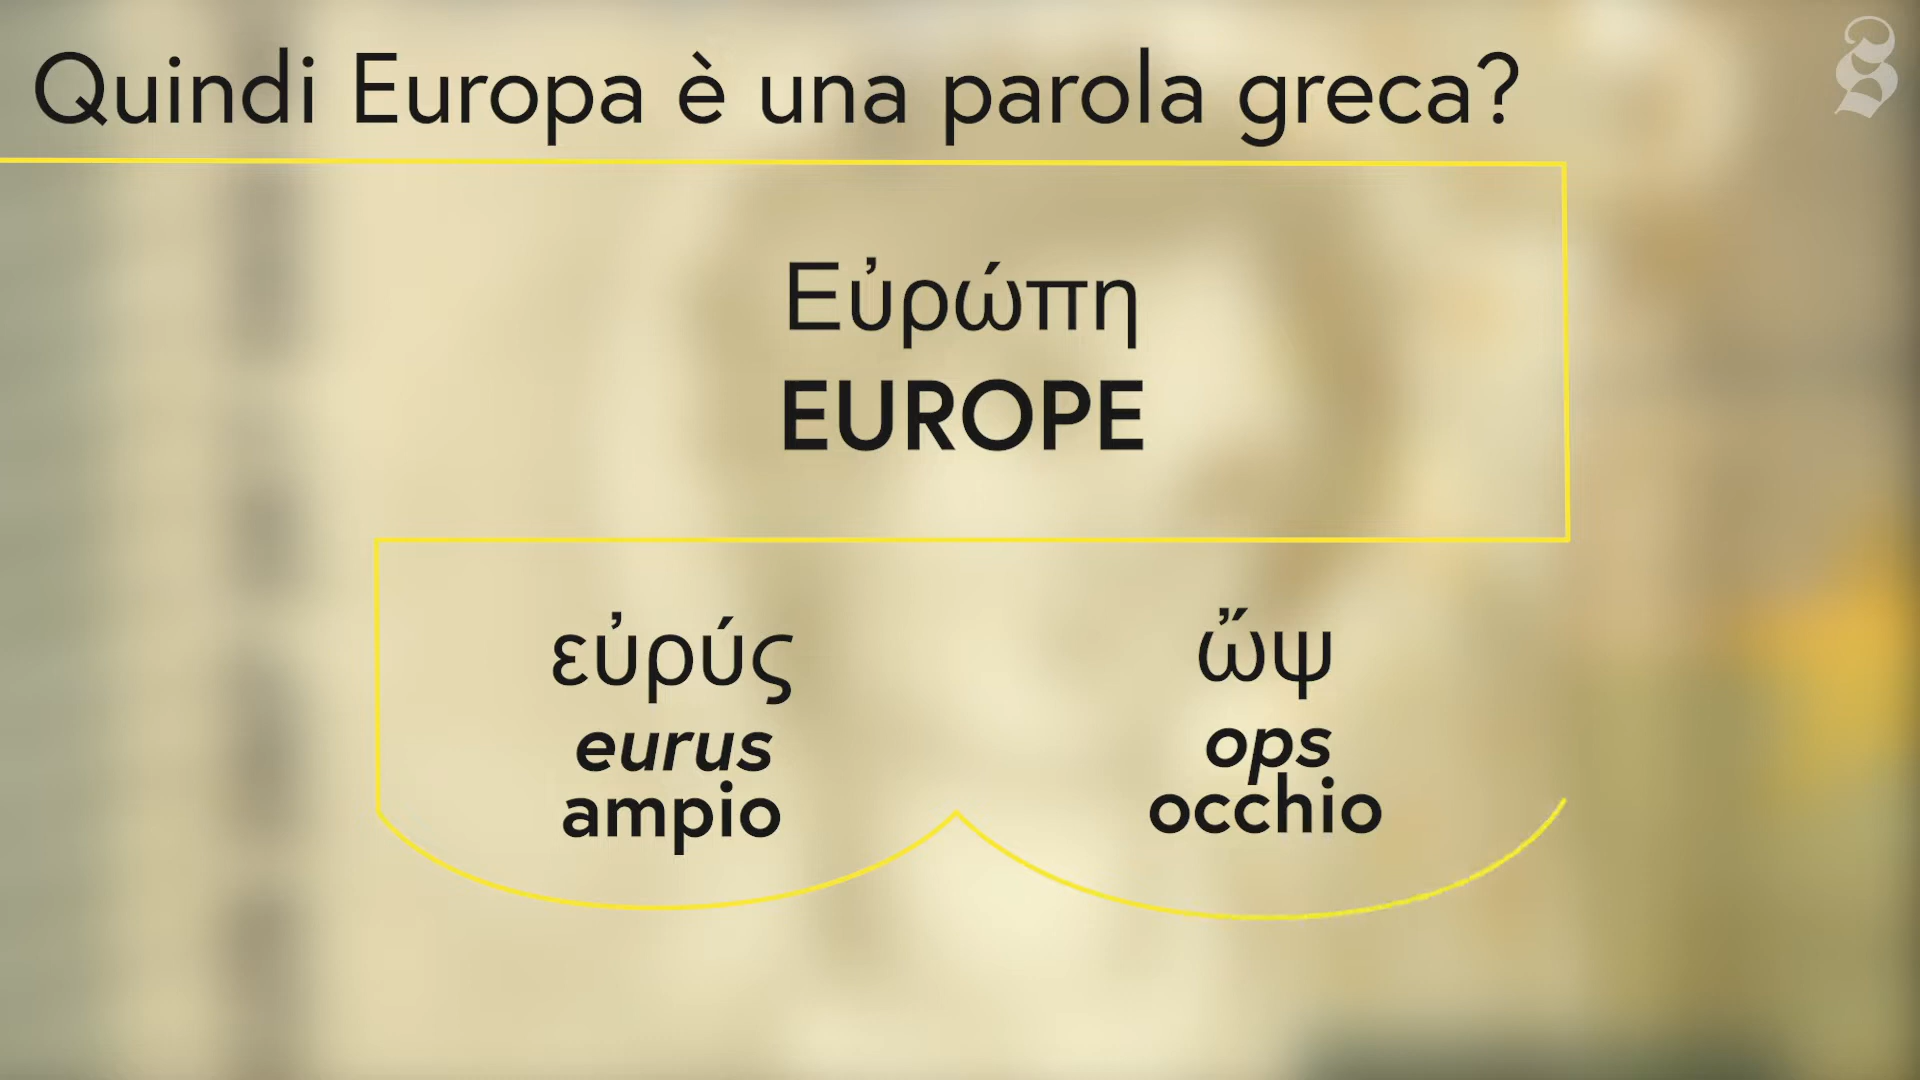 Quindi Europa è una parola greca?
Εὐρώπη
EUROPE
εὐρύς
eurus
ampio
ὤψ
ops
occhio